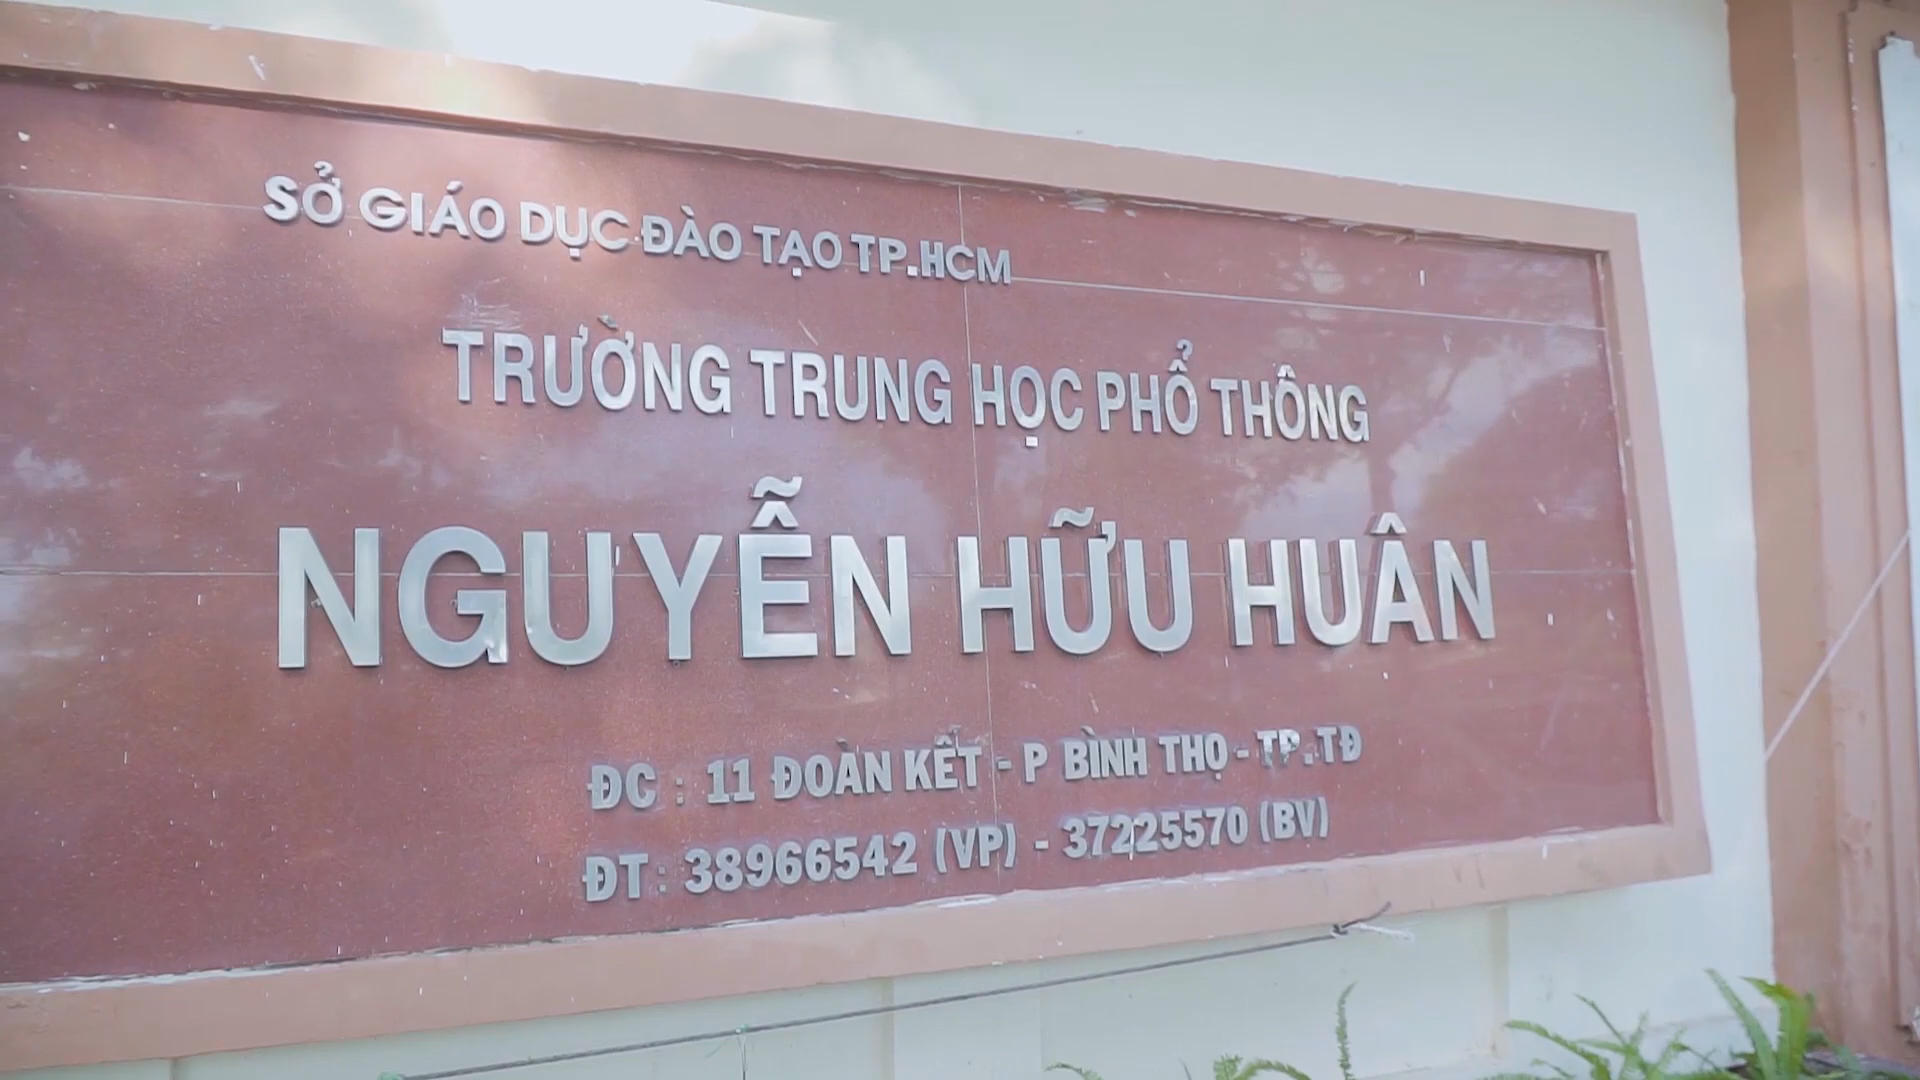 SỞ GIÁO DỤC ĐÀO TẠO TP.HCM
TRƯỜNG TRUNG HỌC PHỔ THÔNG
NGUYỄN HỮU HUÂN
ĐC : 11 ĐOÀN KẾT - P BÌNH THỌ - TP.TĐ
ĐT : 38966542 (VP) - 37225570 (BV)